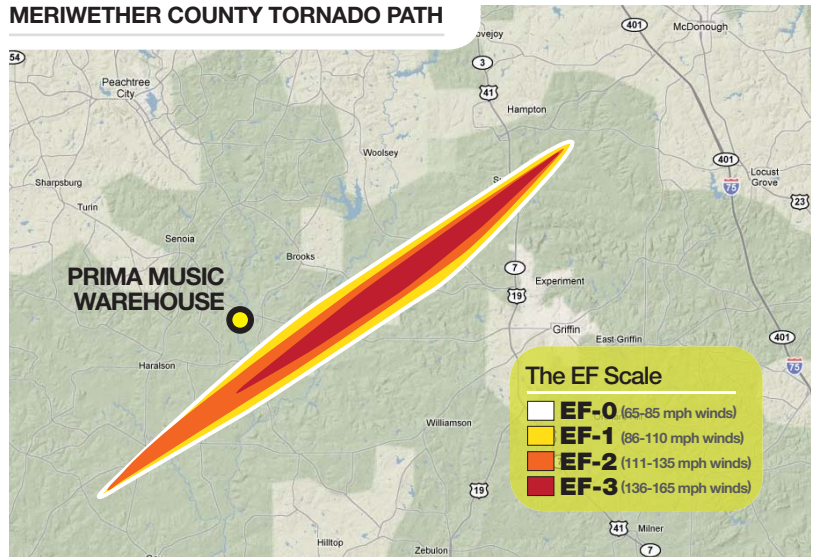 MERIWETHER COUNTY TORNADO PATH
54
401
McDonough
Lovejoy
3
Peachtree
City
41
Hampton
Woolsey
401
Locust
Grove
75
Sharpsburg
23
Turin
Senoia
Brooks
7
Experiment
PRIMA MUSIC
WAREHOUSE
19
Griffin
East Griffin
401
75
Haralson
The EF Scale
EF-0 (65-85 mph winds)
EF-1 (86-110 mph winds)
EF-2 (111-135 mph winds)
EF-3 (136-165 mph winds)
Williamson
19
41
Milner
Hilltop
Zebulon
7